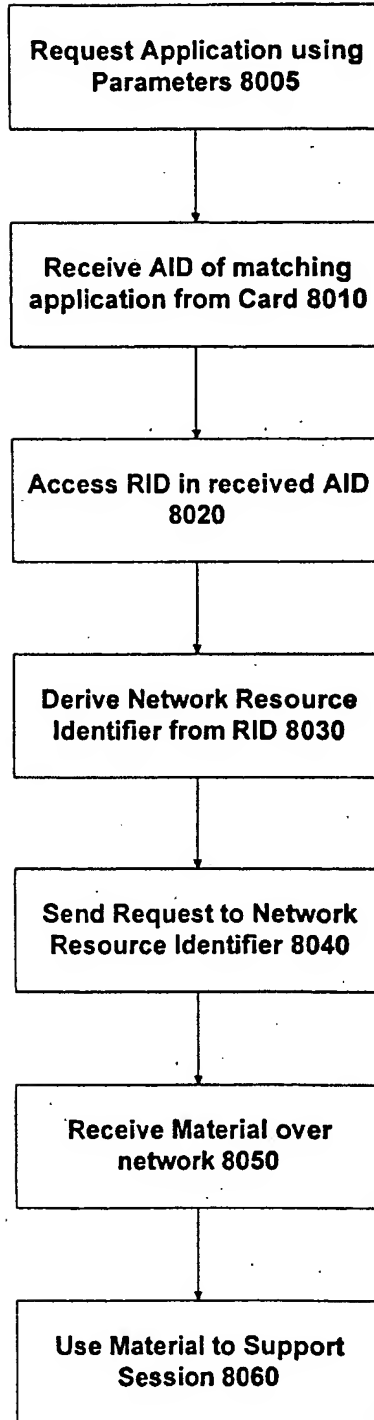 Request Application using
Parameters 8005
Receive AID of matching
application from Card 8010
Access RID in received AID
8020
Derive Network Resource
Identifier from RID 8030
Send Request to Network
Resource Identifier 8040
Receive Material over
network 8050
Use Material to Support
Session 8060